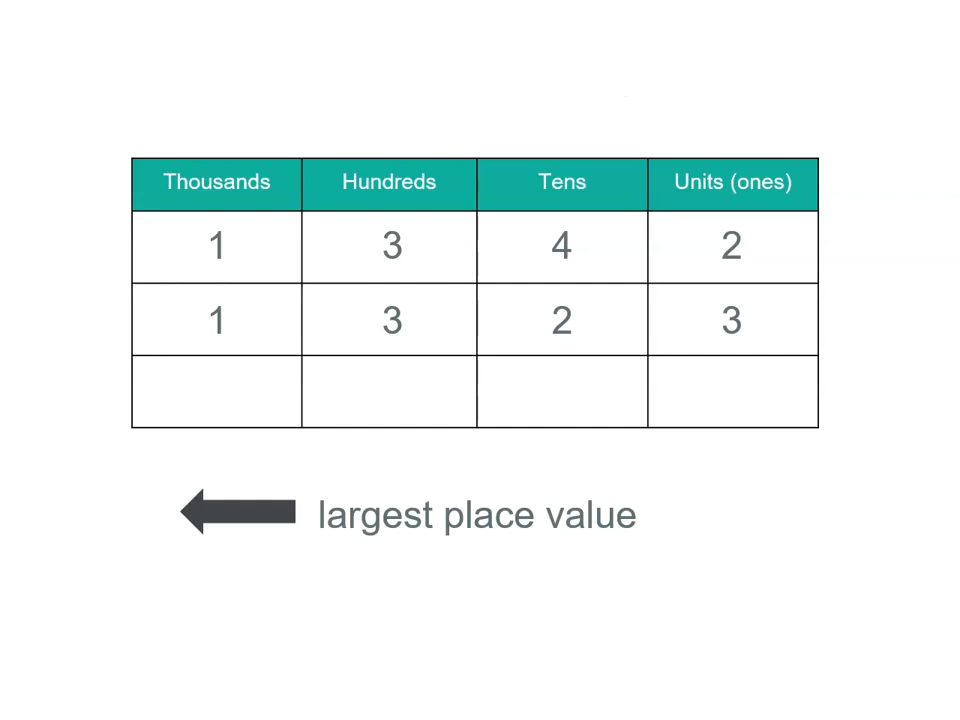 Thousands Hundreds Tens Units (ones)
1 3 4 2
1 3 2 3
largest place value